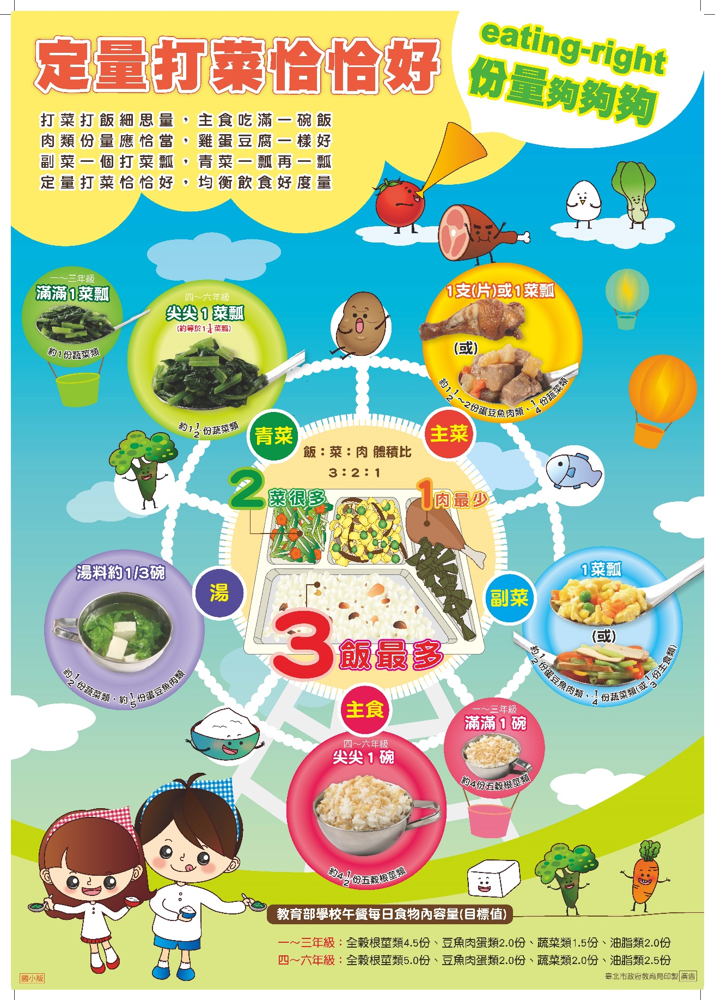 定量打菜恰恰好
eating-right
份量夠夠夠
打菜打飯細思量，主食吃滿一碗飯
肉類份量應恰當，雞蛋豆腐一樣好
副菜一個打菜瓢，青菜一瓢再一瓢
定量打菜恰恰好，均衡飲食好度量
一～三年級
滿滿1菜瓢
約1份蔬菜類
四～六年級
尖尖1菜瓢
(約等於1 1/4菜瓢)
約1 1/2份蔬菜類
青菜
1支(片)或1菜瓢
(或)
約1 1/2～2份蛋豆魚肉類、1/4份蔬菜類
主菜
飯：菜：肉 體積比
3：2：1
2菜很多
1肉最少
3飯最多
湯料約1/3碗
約1/2份蔬菜類、約1/5份蛋豆魚肉類
湯
副菜
1菜瓢
(或)
約1/2份蛋豆魚肉類、1/4份蔬菜類(或1/3份主食類)
主食
四～六年級
尖尖1碗
約4 1/2份五穀根莖類
一～三年級
滿滿1碗
約4份五穀根莖類
教育部學校午餐每日食物內容量(目標值)
一～三年級：全穀根莖類4.5份、豆魚肉蛋類2.0份、蔬菜類1.5份、油脂類2.0份
四～六年級：全穀根莖類5.0份、豆魚肉蛋類2.0份、蔬菜類2.0份、油脂類2.5份
國小版
臺北市政府教育局印製 廣告